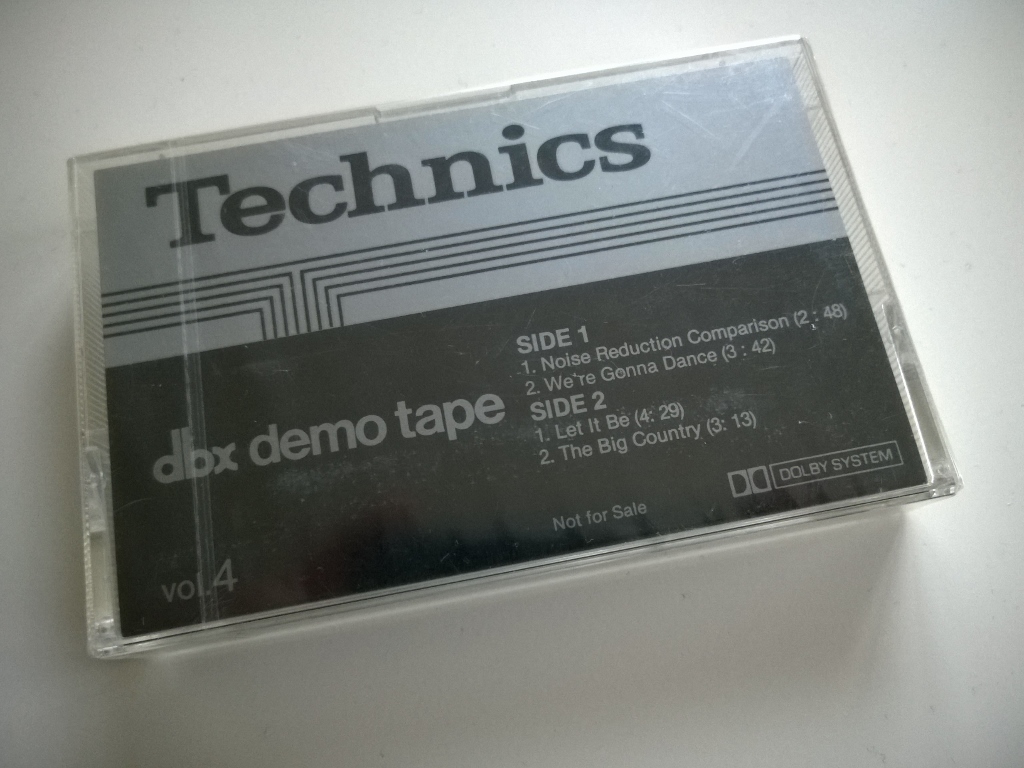 Technics
dbx demo tape
vol.4
SIDE 1
1. Noise Reduction Comparison (2 : 48)
2. We're Gonna Dance (3 : 42)
SIDE 2
1. Let It Be (4: 29)
2. The Big Country (3: 13)
Not for Sale
DOLBY SYSTEM